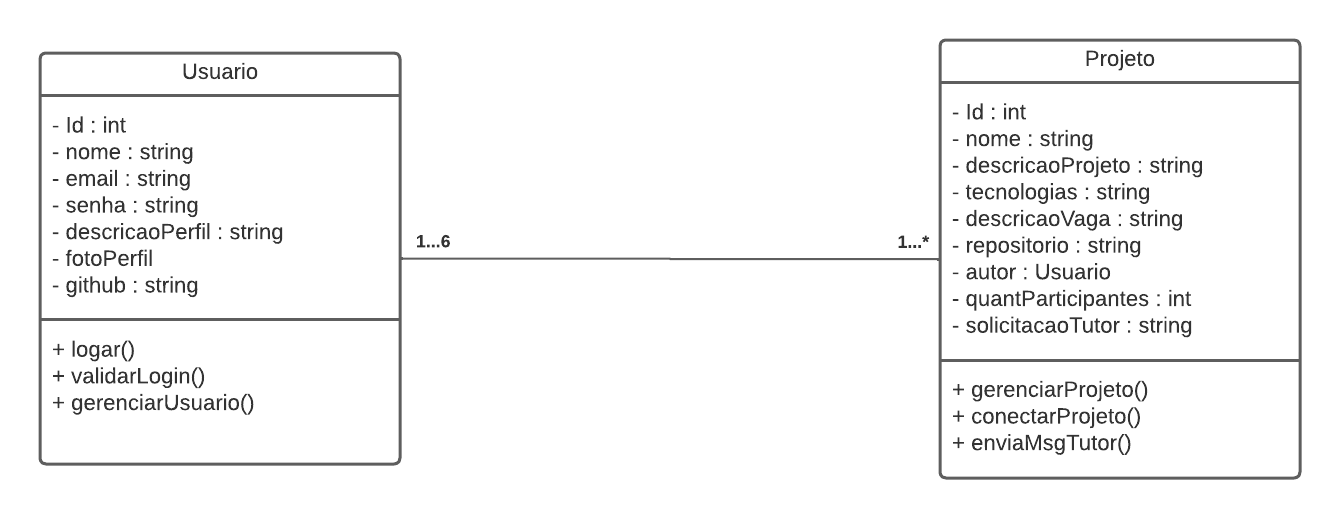 Usuario
- Id : int
- nome : string
- email : string
- senha : string
- descricaoPerfil : string
- fotoPerfil
- github : string
+ logar()
+ validarLogin()
+ gerenciarUsuario()
1...6
1...*
Projeto
- Id : int
- nome : string
- descricaoProjeto : string
- tecnologias : string
- descricaoVaga : string
- repositorio : string
- autor : Usuario
- quantParticipantes : int
- solicitacaoTutor : string
+ gerenciarProjeto()
+ conectarProjeto()
+ enviaMsgTutor()